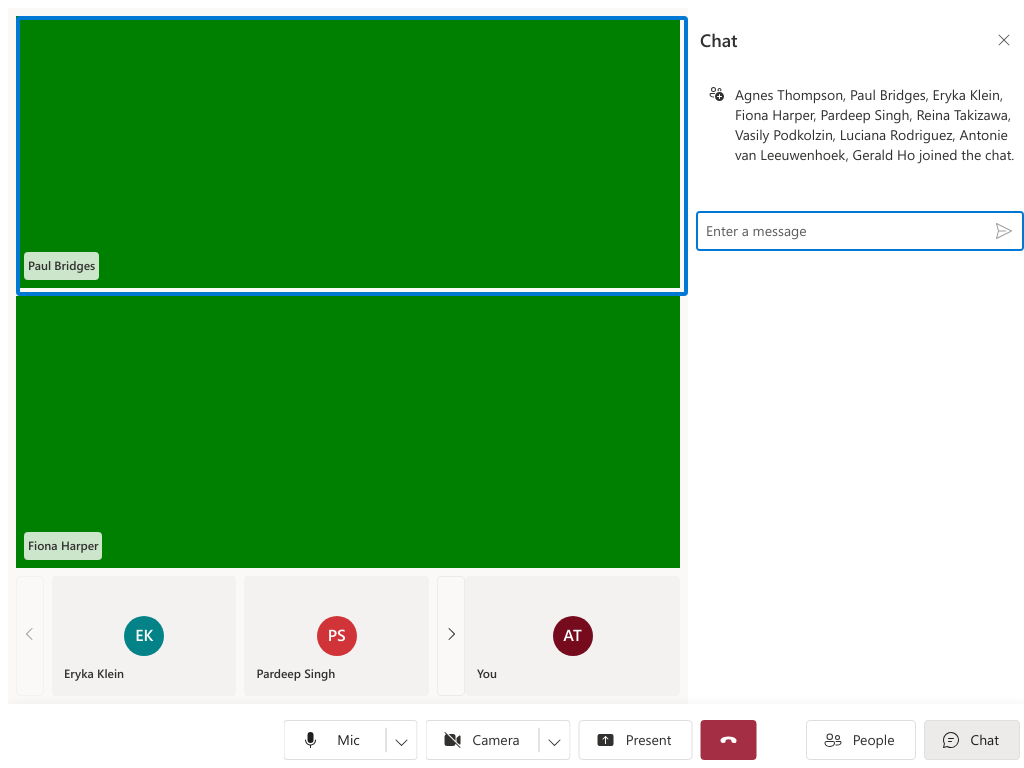 Chat
Agnes Thompson, Paul Bridges, Eryka Klein,
Fiona Harper, Pardeep Singh, Reina Takizawa,
Vasily Podkolzin, Luciana Rodriguez, Antonie
van Leeuwenhoek, Gerald Ho joined the chat.
Enter a message
Paul Bridges
Fiona Harper
EK
Eryka Klein
PS
Pardeep Singh
AT
You
Mic
Camera
Present
People
Chat